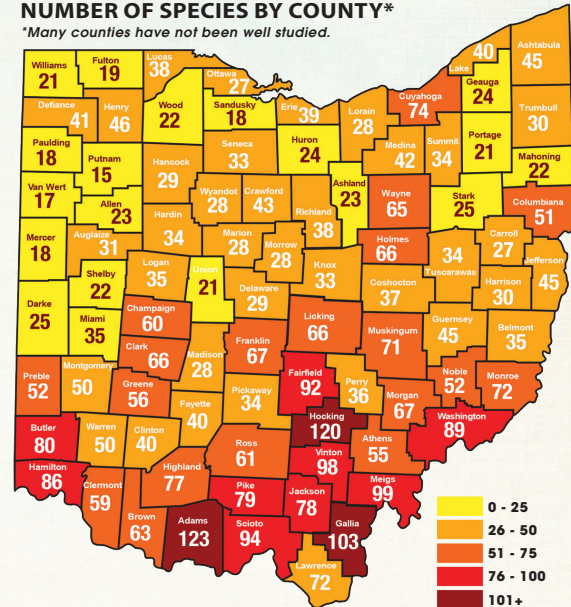 NUMBER OF SPECIES BY COUNTY*
*Many counties have not been well studied.
Williams
21
Fulton
19
Lucas
38
Ottawa
27
Lake
40
Ashtabula
45
Geauga
24
Cuyahoga
74
Defiance
41
Henry
46
Wood
22
Sandusky
18
Erie
39
Lorain
28
Trumbull
30
Paulding
18
Putnam
15
Hancock
29
Seneca
33
Huron
24
Medina
42
Summit
34
Portage
21
Mahoning
22
Van Wert
17
Allen
23
Wyandot
28
Crawford
43
Richland
38
Ashland
23
Wayne
65
Stark
25
Columbiana
51
Mercer
18
Auglaize
31
Hardin
34
Marion
28
Morrow
28
Holmes
66
Tuscarawas
34
Carroll
27
Jefferson
45
Shelby
22
Logan
35
Union
21
Delaware
29
Knox
33
Coshocton
37
Harrison
30
Darke
25
Miami
35
Champaign
60
Clark
66
Franklin
67
Licking
66
Muskingum
71
Guernsey
45
Belmont
35
Preble
52
Montgomery
50
Greene
56
Madison
28
Fayette
40
Pickaway
34
Fairfield
92
Perry
36
Morgan
67
Noble
52
Monroe
72
Butler
80
Warren
50
Clinton
40
Ross
61
Hocking
120
Vinton
98
Athens
55
Washington
89
Hamilton
86
Clermont
59
Highland
77
Pike
79
Jackson
78
Meigs
99
Brown
63
Adams
123
Scioto
94
Gallia
103
Lawrence
72
0 - 25
26 - 50
51 - 75
76 - 100
101+